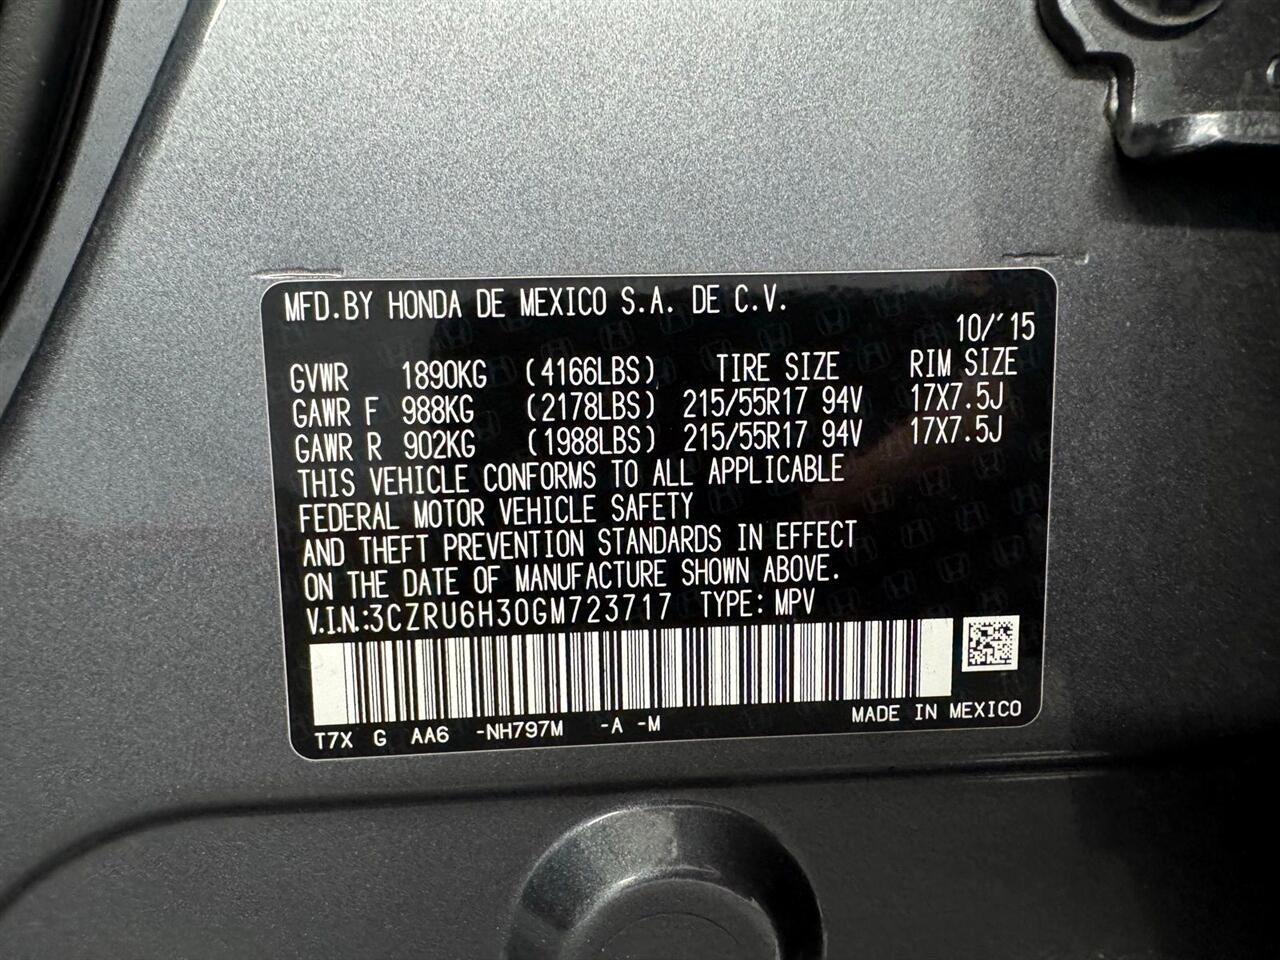 MFD.BY HONDA DE MEXICO S.A. DE C.V.
10/'15
GVWR 1890KG (4166LBS) TIRE SIZE RIM SIZE
GAWR F 988KG (2178LBS) 215/55R17 94V 17X7.5J
GAWR R 902KG (1988LBS) 215/55R17 94V 17X7.5J
THIS VEHICLE CONFORMS TO ALL APPLICABLE
FEDERAL MOTOR VEHICLE SAFETY
AND THEFT PREVENTION STANDARDS IN EFFECT
ON THE DATE OF MANUFACTURE SHOWN ABOVE.
V.I.N.:3CZRU6H30GM723717 TYPE: MPV
T7X G AA6 -NH797M -A -M MADE IN MEXICO